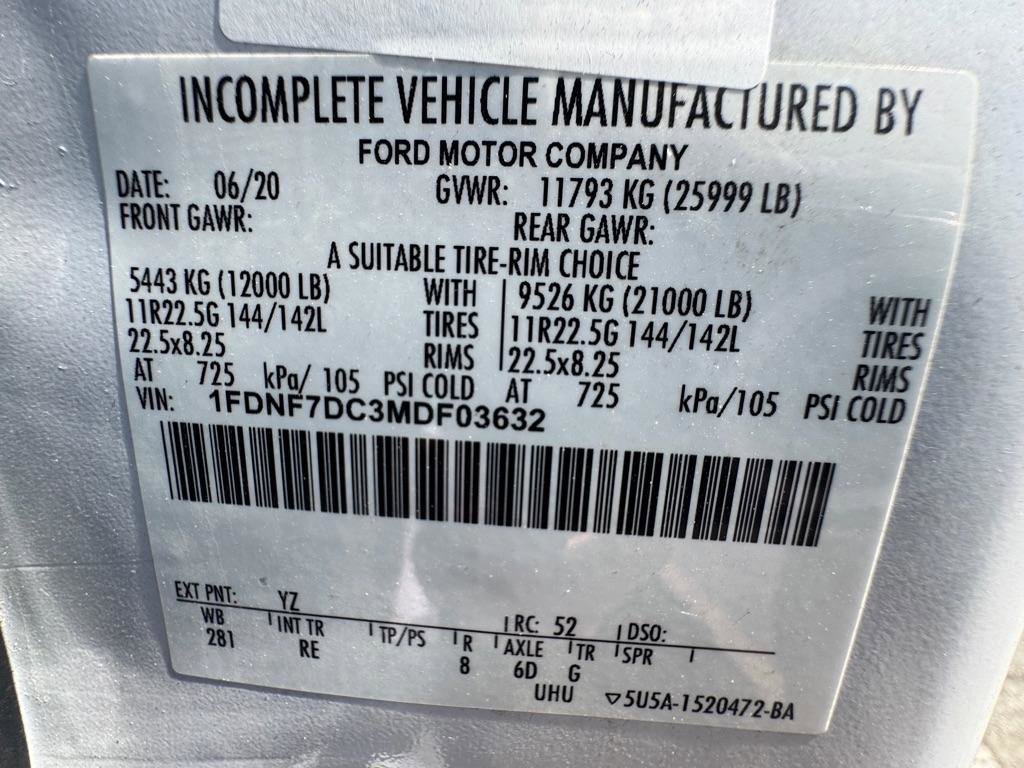 INCOMPLETE VEHICLE MANUFACTURED BY
FORD MOTOR COMPANY
DATE: 06/20 GVWR: 11793 KG (25999 LB)
FRONT GAWR: REAR GAWR:
A SUITABLE TIRE-RIM CHOICE
5443 KG (12000 LB) WITH 9526 KG (21000 LB) WITH
11R22.5G 144/142L TIRES 11R22.5G 144/142L TIRES
22.5x8.25 RIMS 22.5x8.25 RIMS
AT 725 kPa/ 105 PSI COLD AT 725 kPa/105 PSI COLD
VIN: 1FDNF7DC3MDF03632
EXT PNT: YZ RC: 52 DSO:
WB INT TR TP/PS R AXLE TR SPR
281 RE 8 6D G
UHU 5U5A-1520472-BA